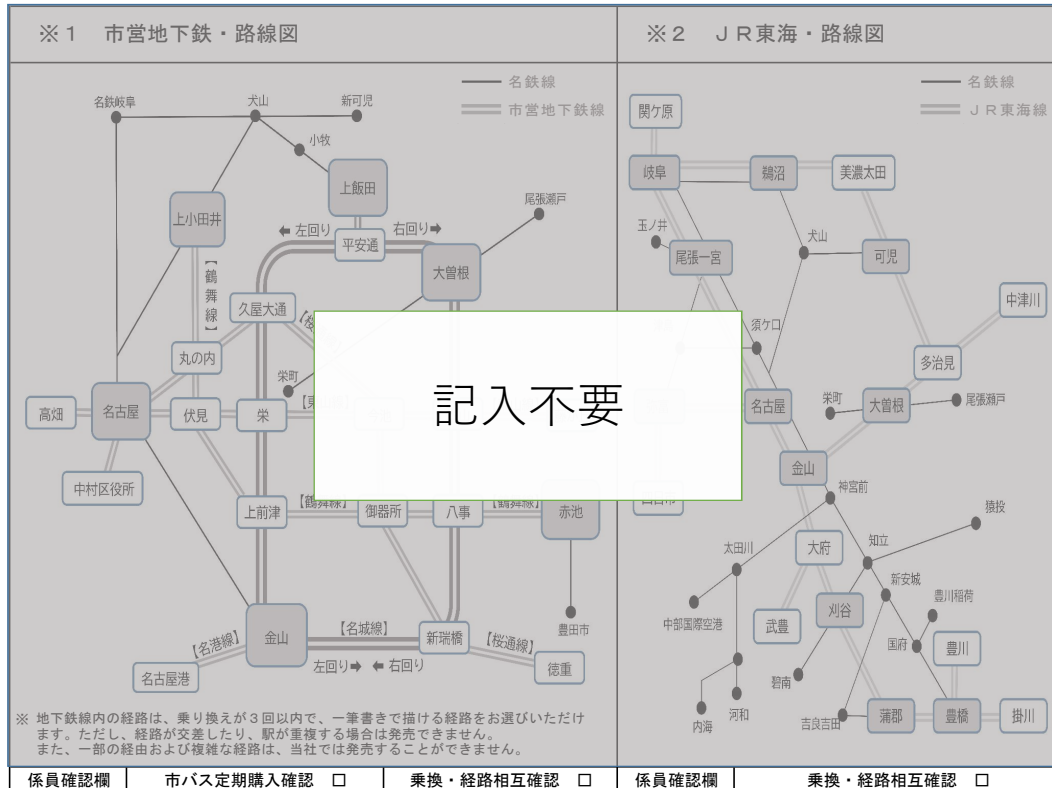 ※１ 市営地下鉄・路線図
※２ ＪＲ東海・路線図
名鉄線
市営地下鉄線
名鉄線
ＪＲ東海線
名鉄岐阜
犬山
新可児
小牧
上飯田
尾張瀬戸
上小田井
← 左回り
右回り →
平安通
大曽根
【鶴舞線】
久屋大通
【桜
丸の内
栄町
高畑
名古屋
伏見
栄
【東
中村区役所
上前津
【鶴舞線】
御器所
八事
【鶴舞線】
赤池
豊田市
金山
【名城線】
新瑞橋
【桜通線】
徳重
【名港線】
左回り→ ←右回り
名古屋港
関ケ原
岐阜
鵜沼
美濃太田
玉ノ井
犬山
尾張一宮
可児
中津川
須ケ口
多治見
名古屋
栄町
大曽根
尾張瀬戸
金山
神宮前
猿投
大府
知立
太田川
新安城
刈谷
豊川稲荷
中部国際空港
武豊
国府
豊川
碧南
内海
河和
吉良吉田
蒲郡
豊橋
掛川
記入不要
※ 地下鉄線内の経路は、乗り換えが３回以内で、一筆書きで描ける経路をお選びいただけ
ます。ただし、経路が交差したり、駅が重複する場合は発売できません。
また、一部の経由および複雑な経路は、当社では発売することができません。
係員確認欄 市バス定期購入確認 □ 乗換・経路相互確認 □ 係員確認欄 乗換・経路相互確認 □